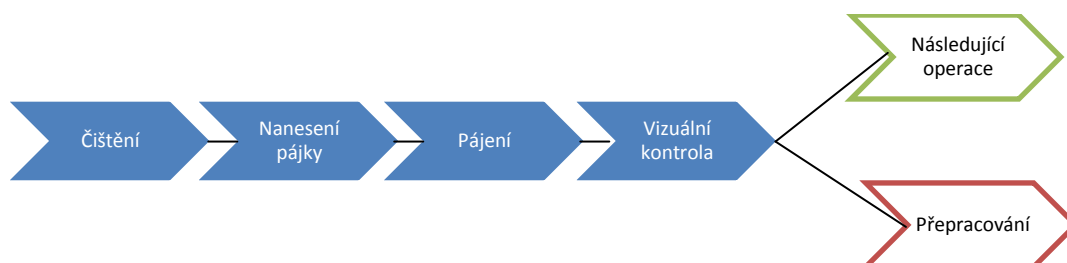 Čištění
Nanesení
pájky
Pájení
Vizuální
kontrola
Následující
operace
Přepracování